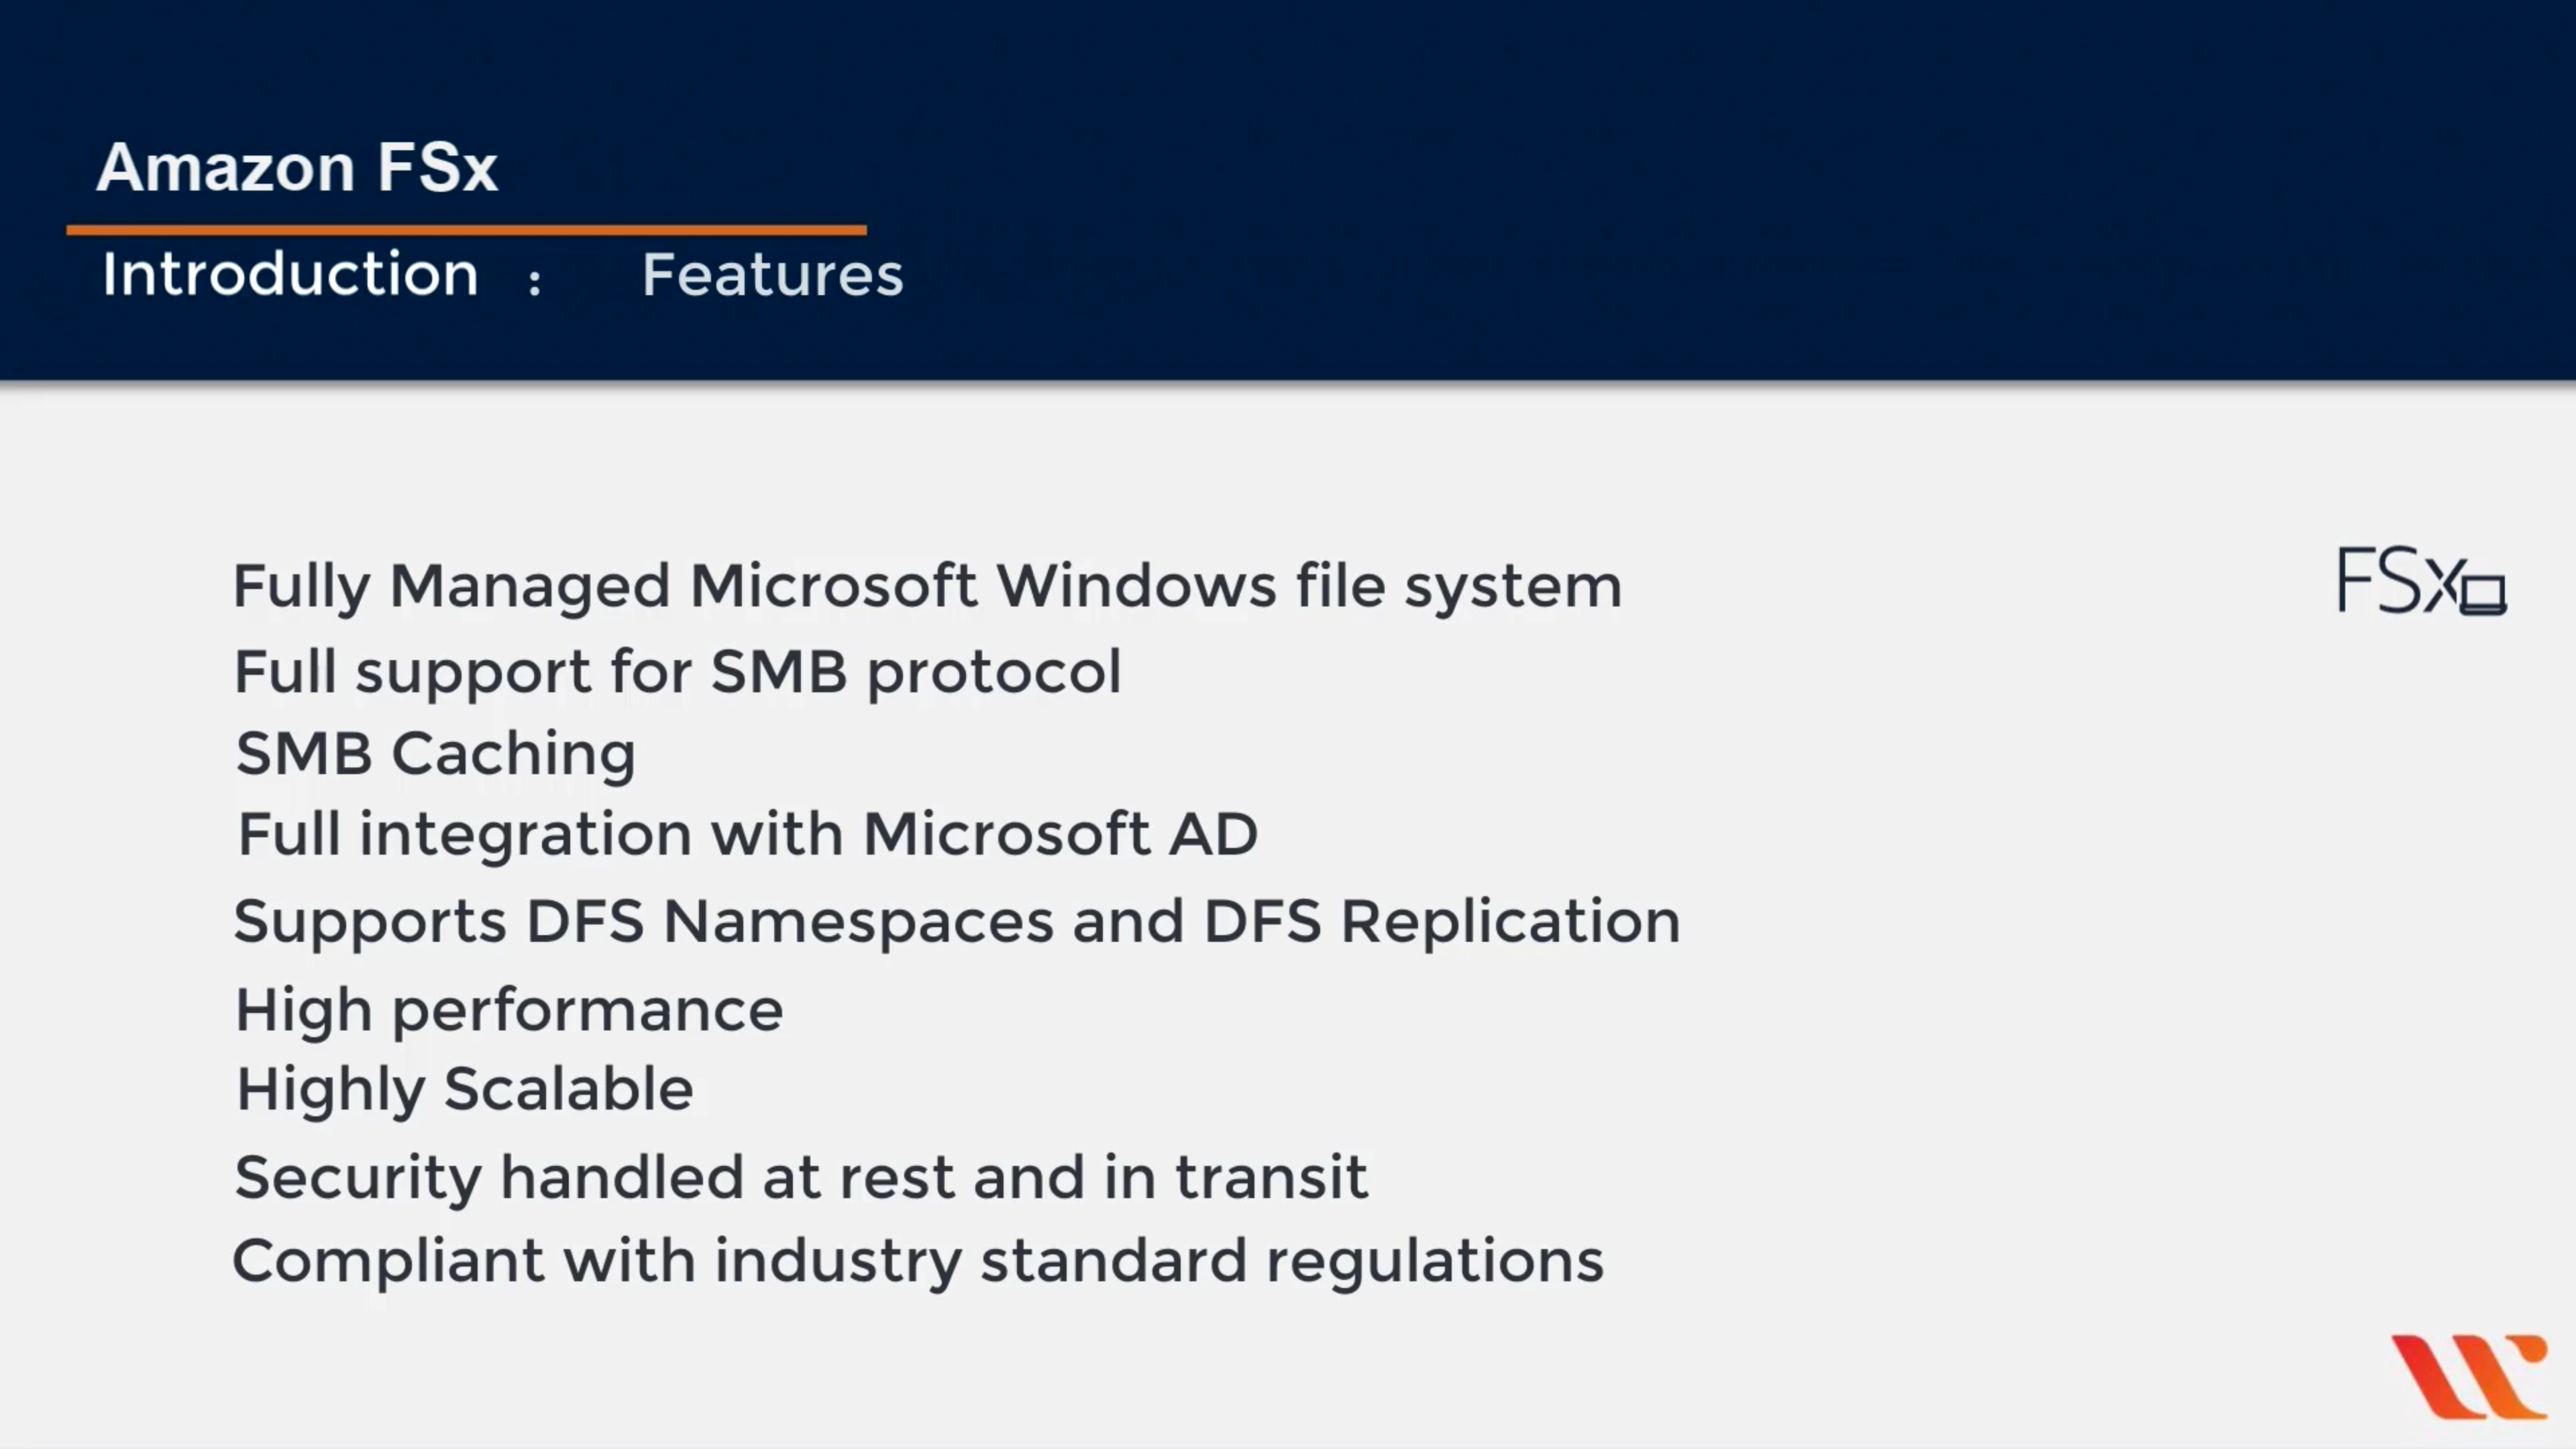 Amazon FSx
Introduction : Features
Fully Managed Microsoft Windows file system
FSx
Full support for SMB protocol
SMB Caching
Full integration with Microsoft AD
Supports DFS Namespaces and DFS Replication
High performance
Highly Scalable
Security handled at rest and in transit
Compliant with industry standard regulations